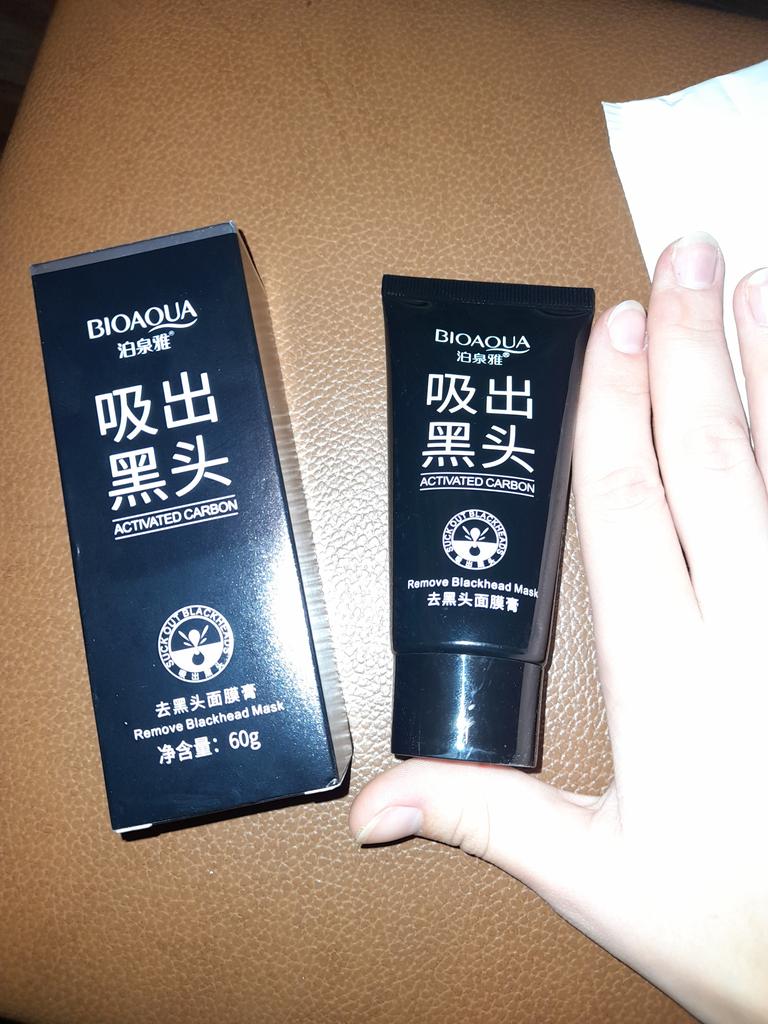 BIOAQUA
泊泉雅®
吸出
黑头
ACTIVATED CARBON
SUCK OUT BLACKHEADS
去黑头面膜膏
Remove Blackhead Mask
净含量：60g
BIOAQUA
泊泉雅®
吸出
黑头
ACTIVATED CARBON
SUCK OUT BLACKHEADS
Remove Blackhead Mask
去黑头面膜膏